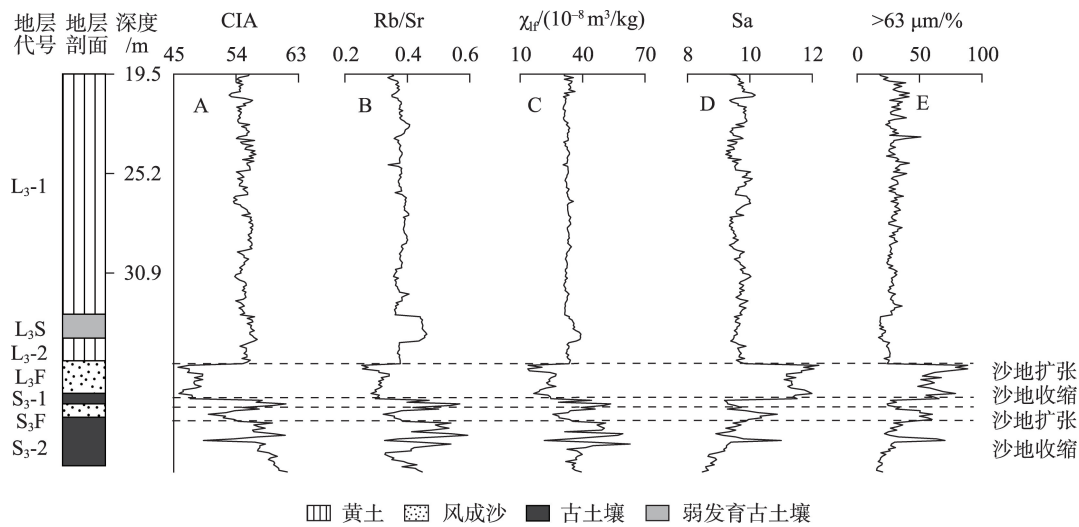 地层代号 地层剖面 深度/m CIA Rb/Sr χlf/(10⁻⁸ m³/kg) Sa >63 μm/%
45 54 63 0.2 0.4 0.6 10 40 70 8 10 12 0 50 100
19.5
A B C D E
25.2
L₃-1
30.9
L₃S
L₃-2
L₃F 沙地扩张
S₃-1 沙地收缩
S₃F 沙地扩张
S₃-2 沙地收缩
黄土 风成沙 古土壤 弱发育古土壤